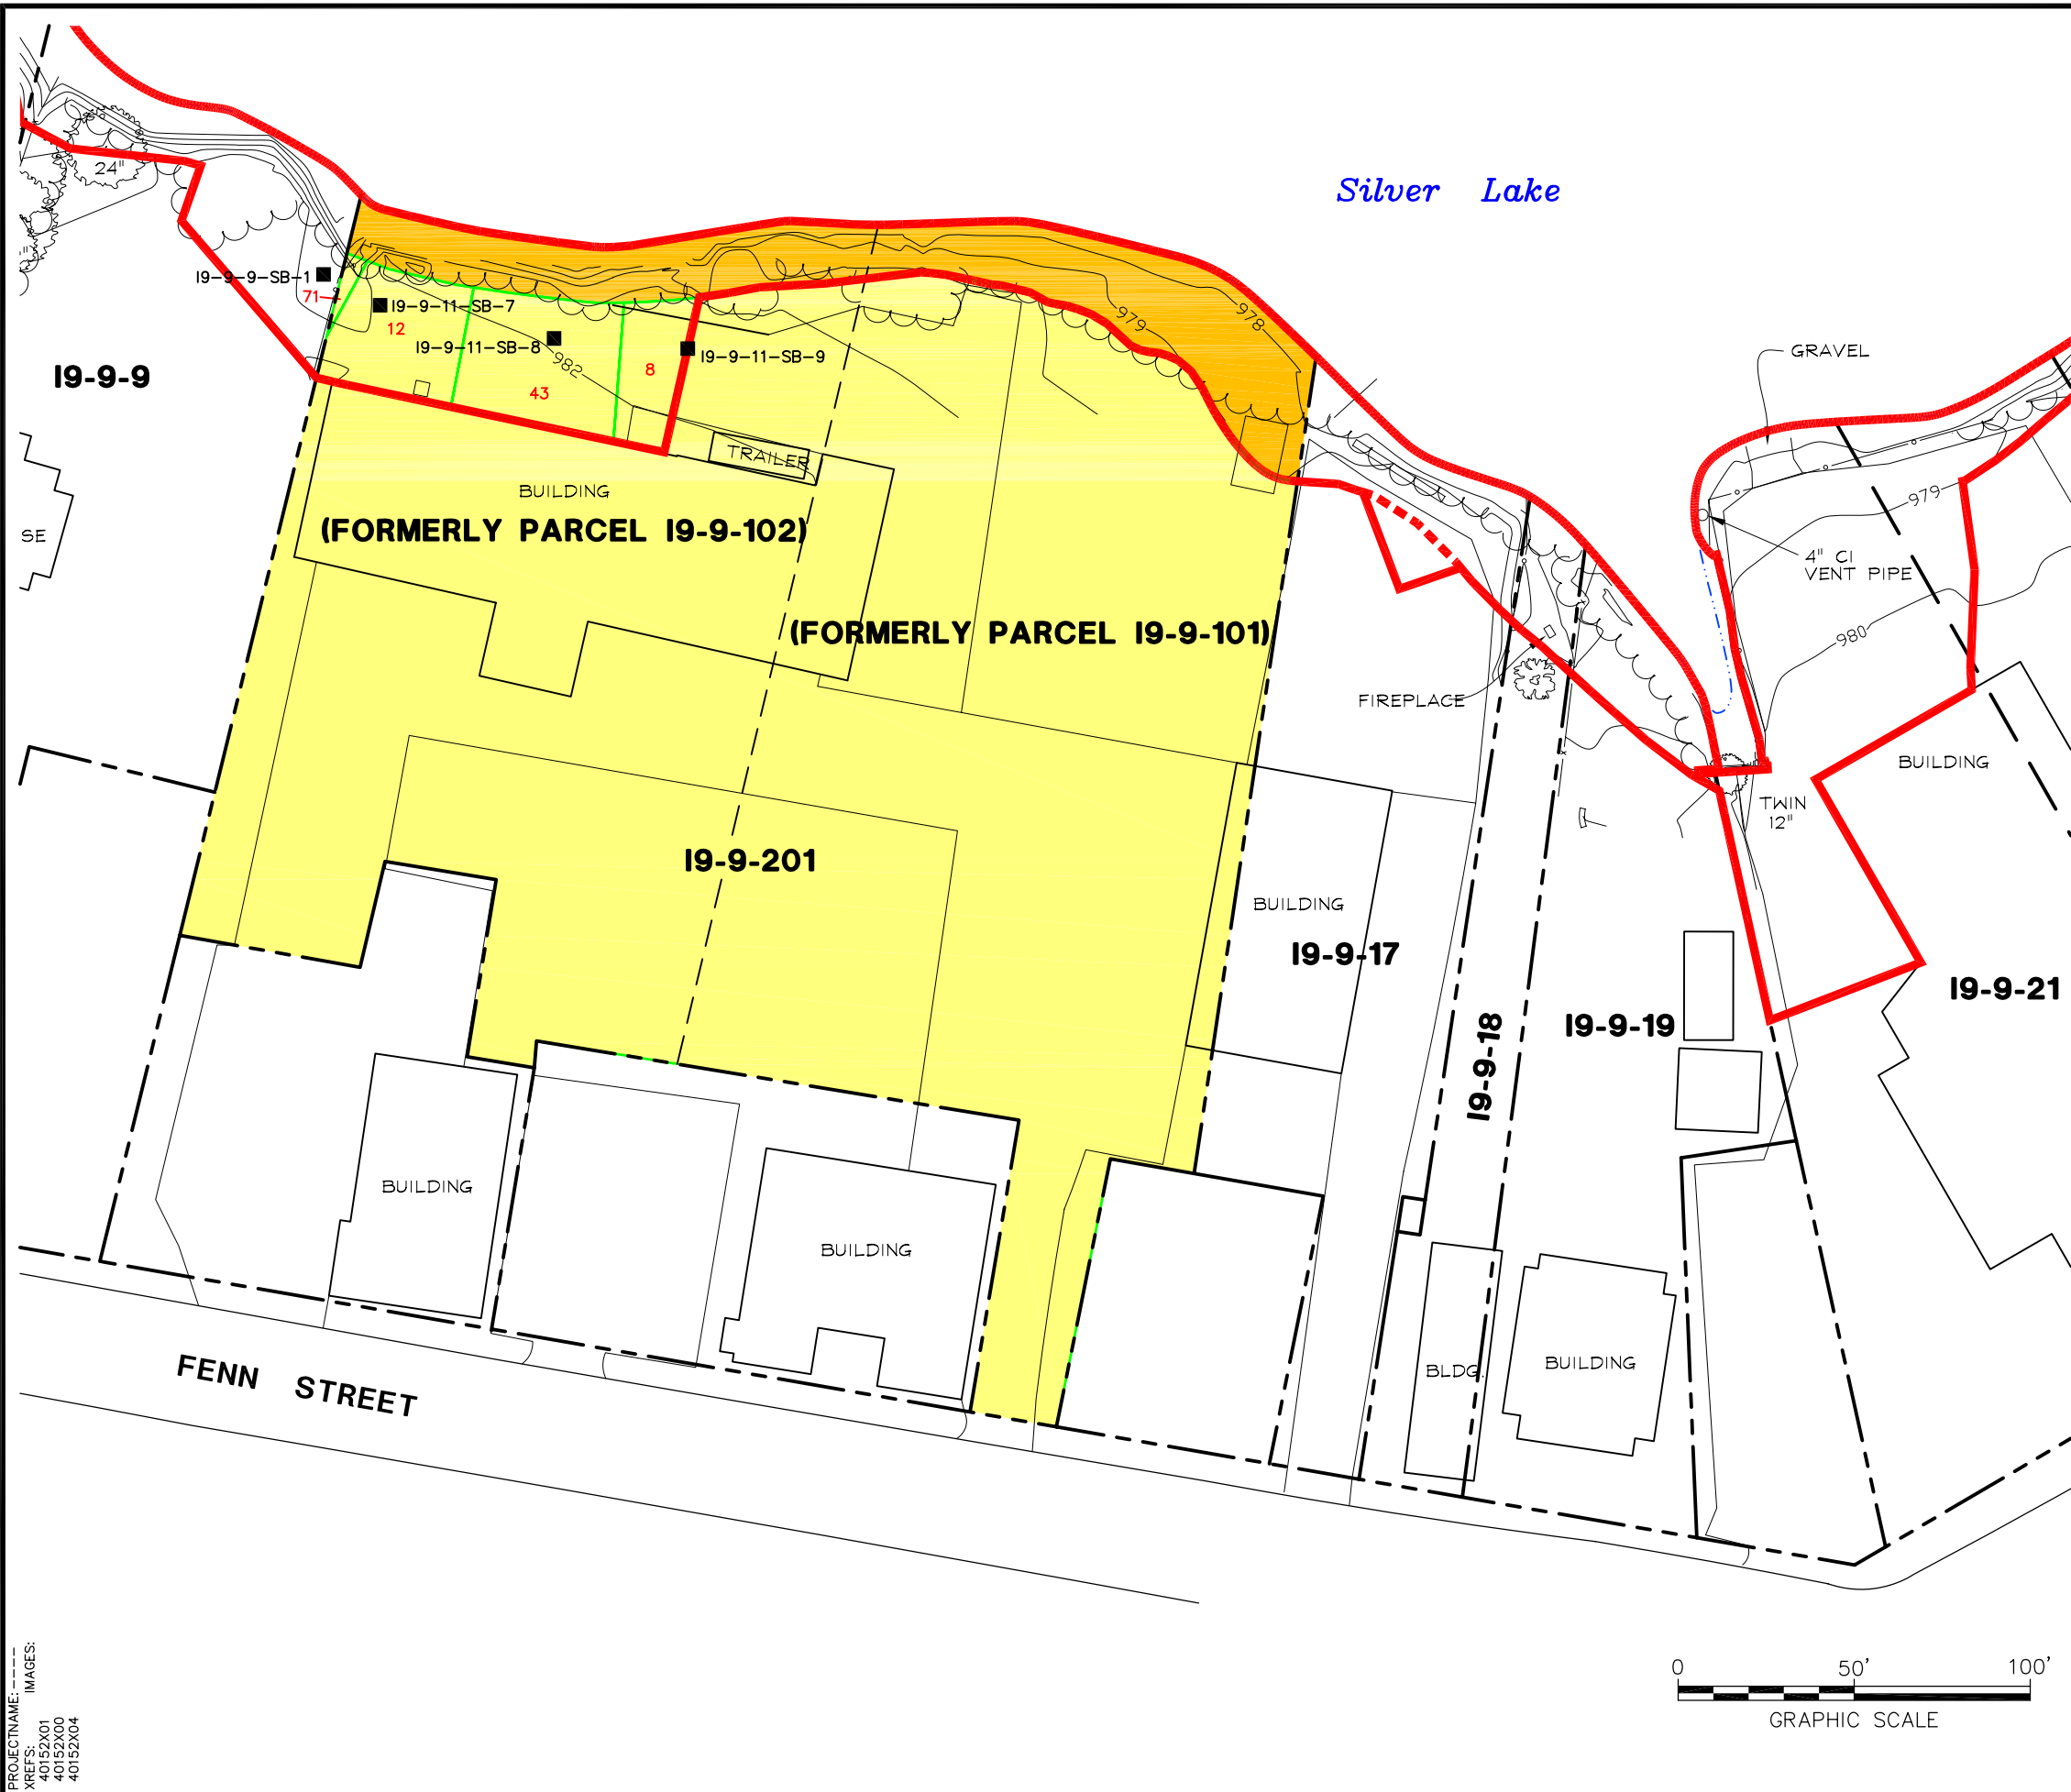 Silver Lake
24"
I9-9-9-SB-1
71
I9-9-11-SB-7
12
I9-9-11-SB-8
982
I9-9-11-SB-9
8
43
979
978
GRAVEL
I9-9-9
TRAILER
BUILDING
(FORMERLY PARCEL I9-9-102)
SE
979
4" CI
VENT PIPE
(FORMERLY PARCEL I9-9-101)
980
FIREPLACE
BUILDING
TWIN
12"
I9-9-201
BUILDING
I9-9-17
I9-9-21
I9-9-19
I9-9-18
BUILDING
BUILDING
BLDG.
BUILDING
FENN STREET
0 50' 100'
GRAPHIC SCALE
PROJECTNAME: ----
XREFS: IMAGES:
40152X01
40152X00
40152X04